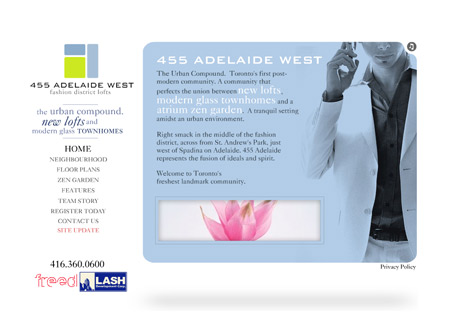 455 ADELAIDE WEST
fashion district lofts
the urban compound.
new lofts and
modern glass TOWNHOMES
HOME
NEIGHBOURHOOD
FLOOR PLANS
ZEN GARDEN
FEATURES
TEAM STORY
REGISTER TODAY
CONTACT US
SITE UPDATE
416.360.0600
freed
LASH
Development Corp.
455 ADELAIDE WEST
The Urban Compound. Toronto's first post-
modern community. A community that
perfects the union between new lofts,
modern glass townhomes and a
atrium zen garden. A tranquil setting
amidst an urban environment.
Right smack in the middle of the fashion
district, across from St. Andrew's Park, just
west of Spadina on Adelaide. 455 Adelaide
represents the fusion of ideals and spirit.
Welcome to Toronto's
freshest landmark community.
Privacy Policy